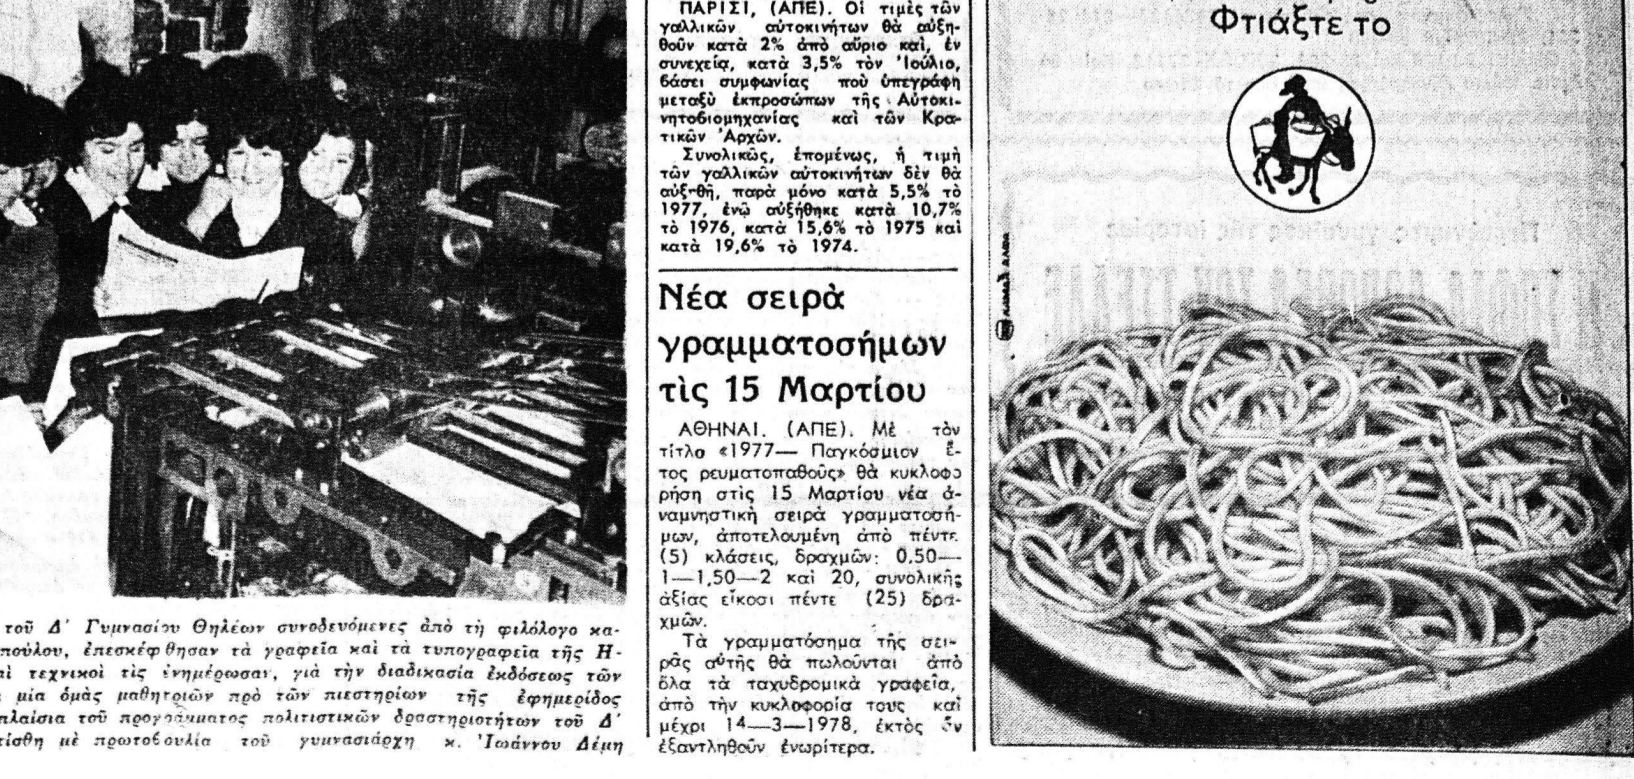 ΠΑΡΙΣΙ, (ΑΠΕ). Οἱ τιμὲς τῶν
γαλλικῶν αὐτοκινήτων θὰ αὐξη-
θοῦν κατὰ 2% ἀπὸ αὔριο καί, ἐν
συνεχείᾳ, κατὰ 3,5% τὸν Ἰούλιο,
βάσει συμφωνίας ποὺ ὑπεγράφη
μεταξὺ ἐκπροσώπων τῆς Αὐτοκι-
νητοβιομηχανίας καὶ τῶν Κρα-
τικῶν Ἀρχῶν.
Συνολικῶς, ἑπομένως, ἡ τιμὴ
τῶν γαλλικῶν αὐτοκινήτων δὲν θὰ
αὐξηθῆ, παρὰ μόνο κατὰ 5,5% τὸ
1977, ἐνῷ αὐξήθηκε κατὰ 10,7%
τὸ 1976, κατὰ 15,6% τὸ 1975 καὶ
κατὰ 19,6% τὸ 1974.
Νέα σειρὰ
γραμματοσήμων
τὶς 15 Μαρτίου
ΑΘΗΝΑΙ. (ΑΠΕ). Μὲ τὸν
τίτλο «1977— Παγκόσμιον ἔ-
τος ρευματοπαθοῦς» θὰ κυκλοφο
ρήση στὶς 15 Μαρτίου νέα ἀ-
ναμνηστικὴ σειρὰ γραμματοσή-
μων, ἀποτελουμένη ἀπὸ πέντε
(5) κλάσεις, δραχμῶν: 0,50—
1—1,50—2 καὶ 20, συνολικῆς
ἀξίας εἴκοσι πέντε (25) δρα-
χμῶν.
Τὰ γραμματόσημα τῆς σει-
ρᾶς αὐτῆς θὰ πωλοῦνται ἀπὸ
ὅλα τὰ ταχυδρομικὰ γραφεῖα,
ἀπὸ τὴν κυκλοφορία τους καὶ
μέχρι 14—3—1978, ἐκτὸς ἂν
ἐξαντληθοῦν ἐνωρίτερα.
Φτιάξτε το
τοῦ Δ' Γυμνασίου Θηλέων συνοδευόμενες ἀπὸ τὴ φιλόλογο κα-
πούλου, ἐπεσκέφθησαν τὰ γραφεῖα καὶ τὰ τυπογραφεῖα τῆς Η-
αὶ τεχνικοὶ τὶς ἐνημέρωσαν, γιὰ τὴν διαδικασία ἐκδόσεως τῶν
μία ὁμὰς μαθητριῶν πρὸ τῶν πιεστηρίων τῆς ἐφημερίδος
πλαίσια τοῦ προγράμματος πολιτιστικῶν δραστηριοτήτων τοῦ Δ'
τίσθη μὲ πρωτοβουλία τοῦ γυμνασιάρχη κ. Ἰωάννου Δέμη